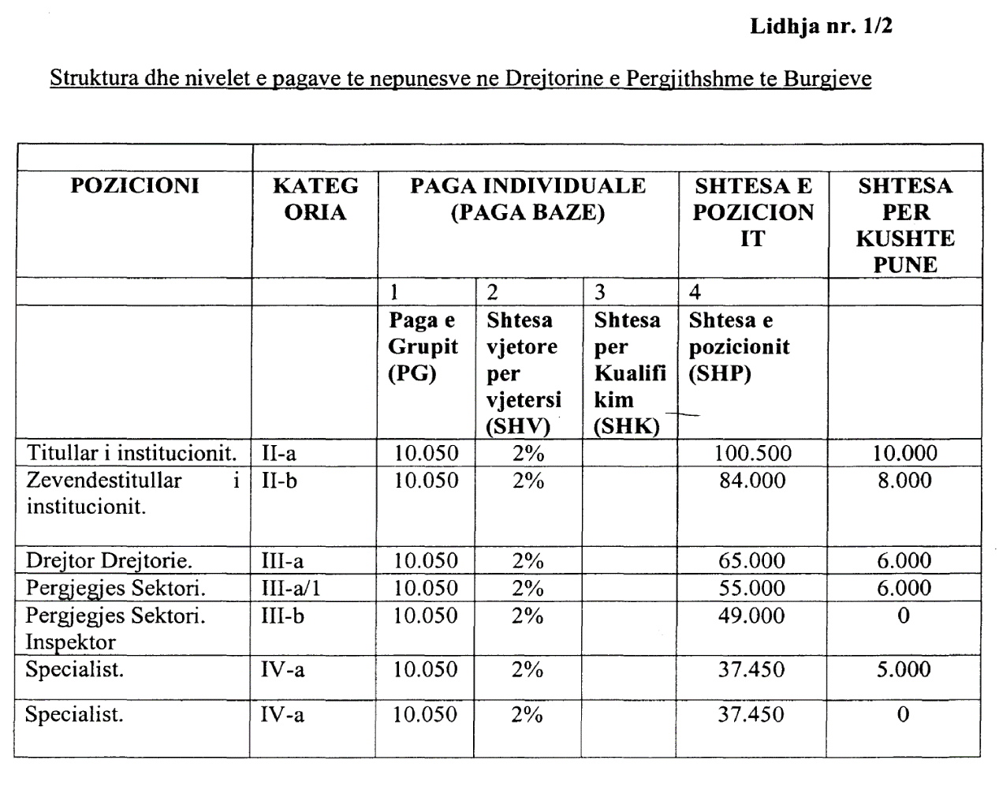 Lidhja nr. 1/2
Struktura dhe nivelet e pagave te nepunesve ne Drejtorine e Pergjithshme te Burgjeve
POZICIONI KATEG ORIA PAGA INDIVIDUALE (PAGA BAZE) SHTESA E POZICION IT SHTESA PER KUSHTE PUNE
1 2 3 4
Paga e Grupit (PG) Shtesa vjetore per vjetersi (SHV) Shtesa per Kualifi kim (SHK) Shtesa e pozicionit (SHP)
Titullar i institucionit. II-a 10.050 2% 100.500 10.000
Zevendestitullar i institucionit. II-b 10.050 2% 84.000 8.000
Drejtor Drejtorie. III-a 10.050 2% 65.000 6.000
Pergjegjes Sektori. III-a/1 10.050 2% 55.000 6.000
Pergjegjes Sektori. Inspektor III-b 10.050 2% 49.000 0
Specialist. IV-a 10.050 2% 37.450 5.000
Specialist. IV-a 10.050 2% 37.450 0